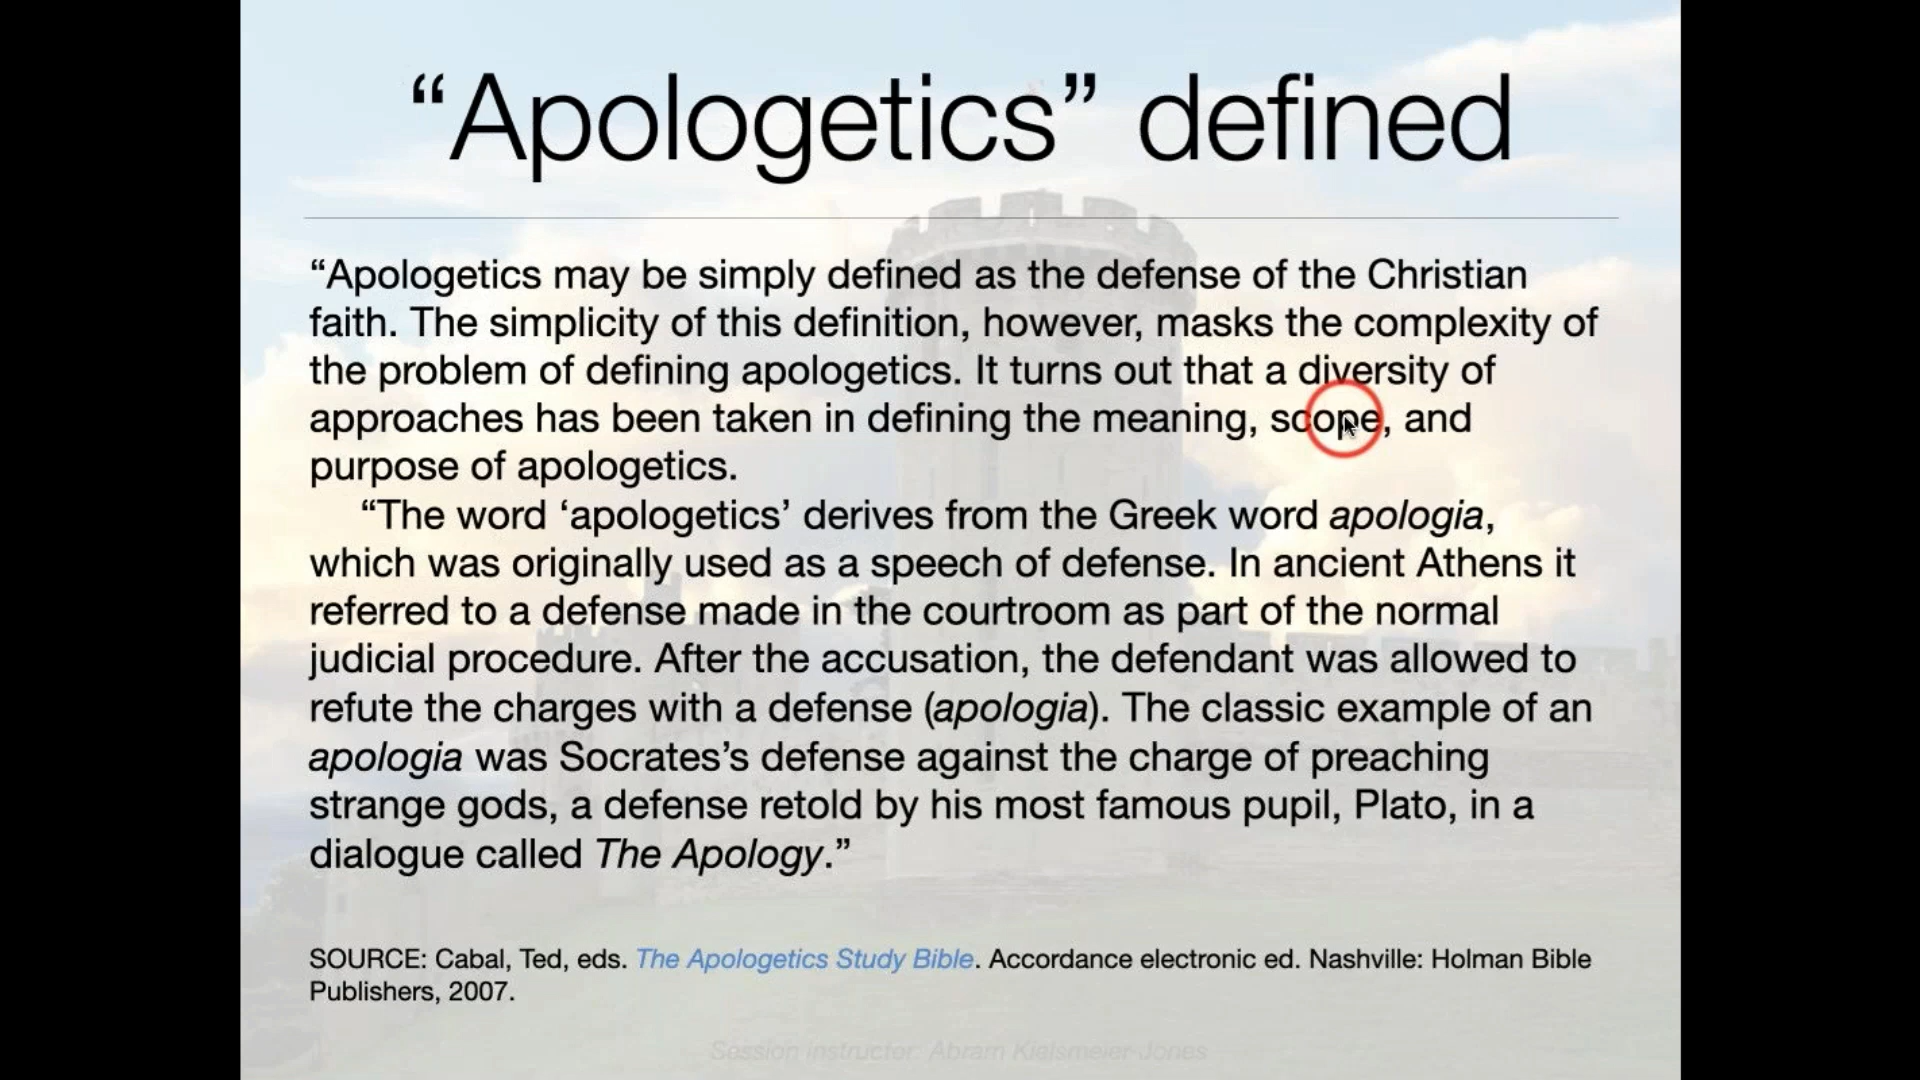 “Apologetics” defined
“Apologetics may be simply defined as the defense of the Christian
faith. The simplicity of this definition, however, masks the complexity of
the problem of defining apologetics. It turns out that a diversity of
approaches has been taken in defining the meaning, scope, and
purpose of apologetics.
“The word ‘apologetics’ derives from the Greek word apologia,
which was originally used as a speech of defense. In ancient Athens it
referred to a defense made in the courtroom as part of the normal
judicial procedure. After the accusation, the defendant was allowed to
refute the charges with a defense (apologia). The classic example of an
apologia was Socrates’s defense against the charge of preaching
strange gods, a defense retold by his most famous pupil, Plato, in a
dialogue called The Apology.”
SOURCE: Cabal, Ted, eds. The Apologetics Study Bible. Accordance electronic ed. Nashville: Holman Bible
Publishers, 2007.
Session instructor: Abram Kielsmeier-Jones